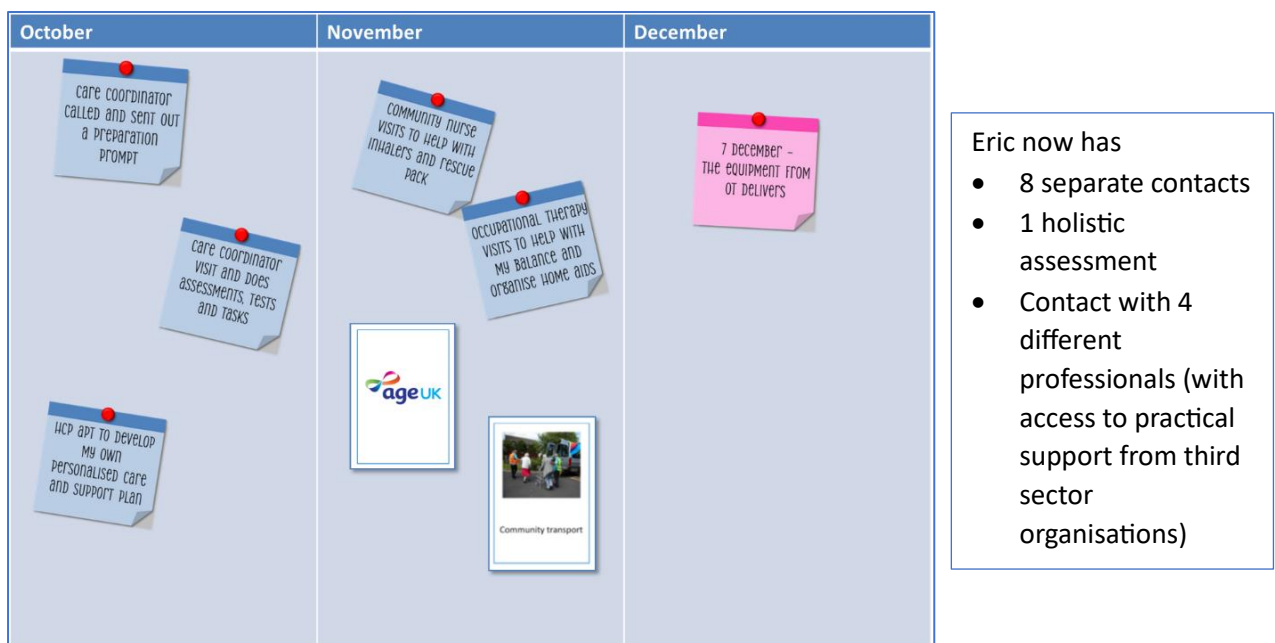 October
November
December
Care Coordinator
called and sent out
a preparation
prompt
Care Coordinator
visit and does
assessments, tests
and tasks
HCP apt to develop
my own
personalised care
and support plan
Community nurse
visits to help with
inhalers and rescue
pack
Occupational therapy
visits to help with
my balance and
organise home aids
age UK
Community transport
7 December –
The equipment from
OT delivers
Eric now has
• 8 separate contacts
• 1 holistic
assessment
• Contact with 4
different
professionals (with
access to practical
support from third
sector
organisations)